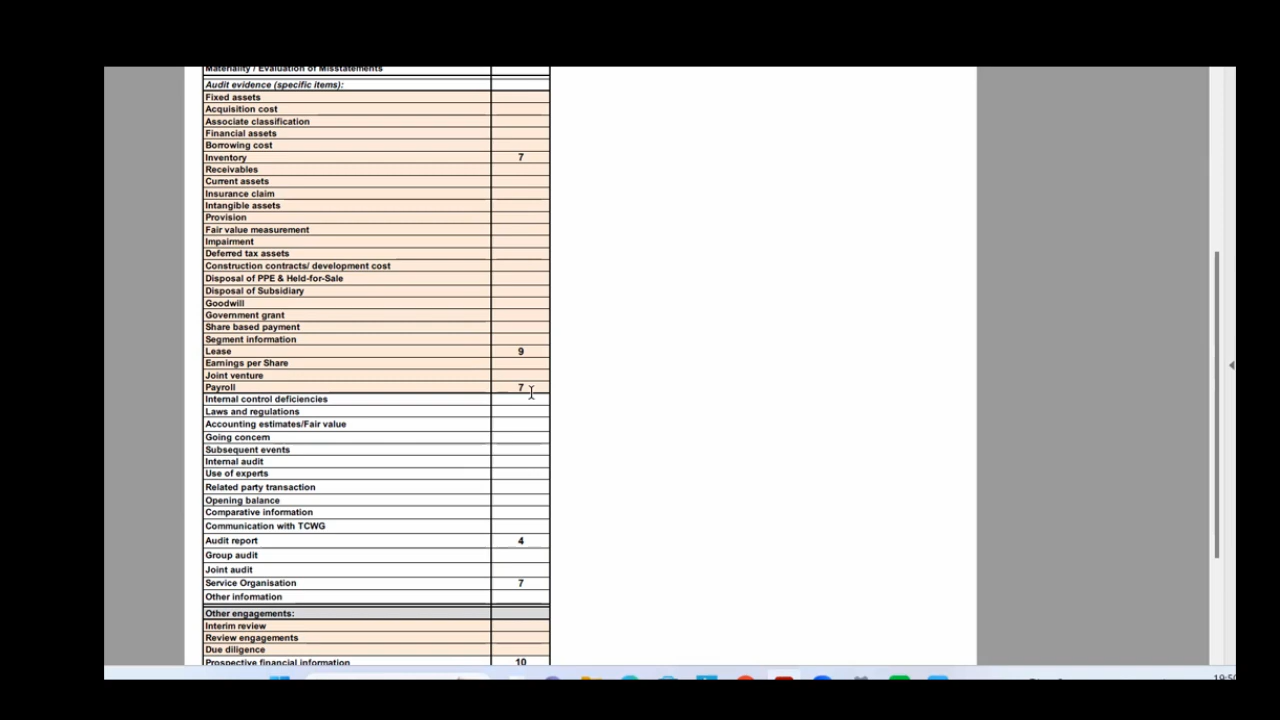 Materiality / Evaluation of Misstatements
Audit evidence (specific items):
Fixed assets
Acquisition cost
Associate classification
Financial assets
Borrowing cost
Inventory 7
Receivables
Current assets
Insurance claim
Intangible assets
Provision
Fair value measurement
Impairment
Deferred tax assets
Construction contracts/ development cost
Disposal of PPE & Held-for-Sale
Disposal of Subsidiary
Goodwill
Government grant
Share based payment
Segment information
Lease 9
Earnings per Share
Joint venture
Payroll 7
Internal control deficiencies
Laws and regulations
Accounting estimates/Fair value
Going concern
Subsequent events
Internal audit
Use of experts
Related party transaction
Opening balance
Comparative information
Communication with TCWG
Audit report 4
Group audit
Joint audit
Service Organisation 7
Other information
Other engagements:
Interim review
Review engagements
Due diligence
Prospective financial information 10